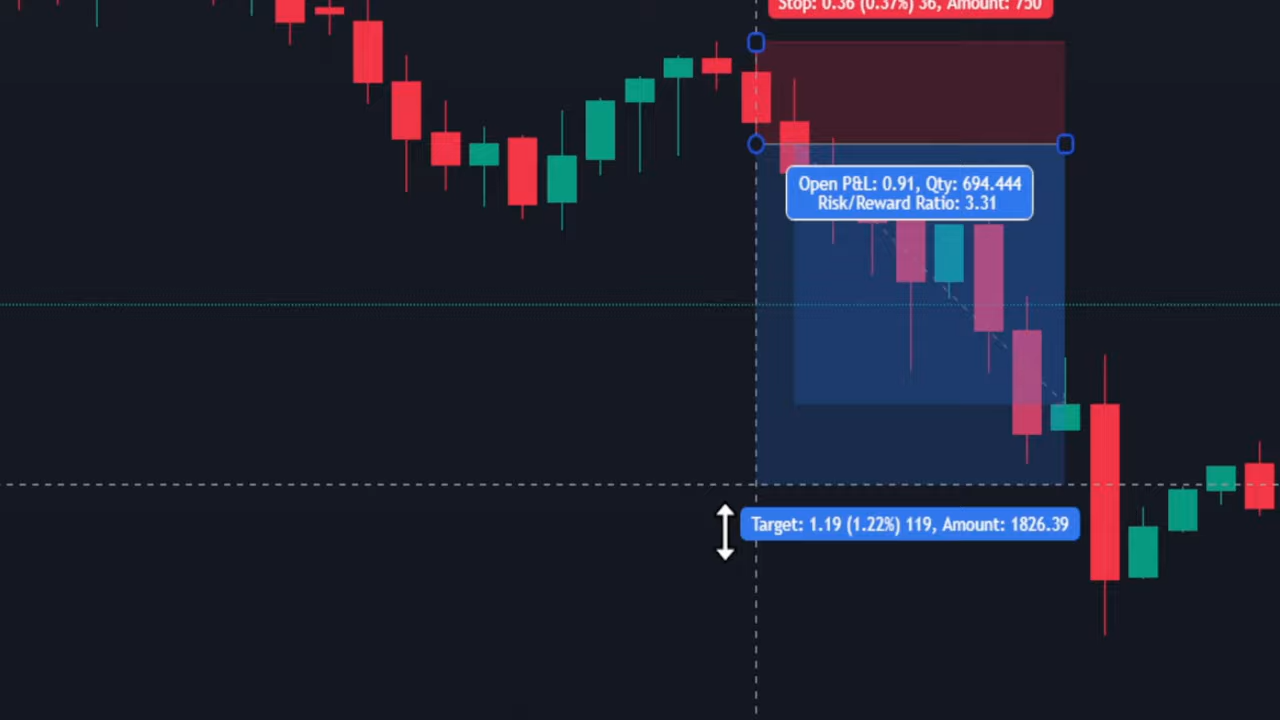 Stop: 0.36 (0.37%) 36, Amount: 750
Open P&L: 0.91, Qty: 694.444
Risk/Reward Ratio: 3.31
Target: 1.19 (1.22%) 119, Amount: 1826.39